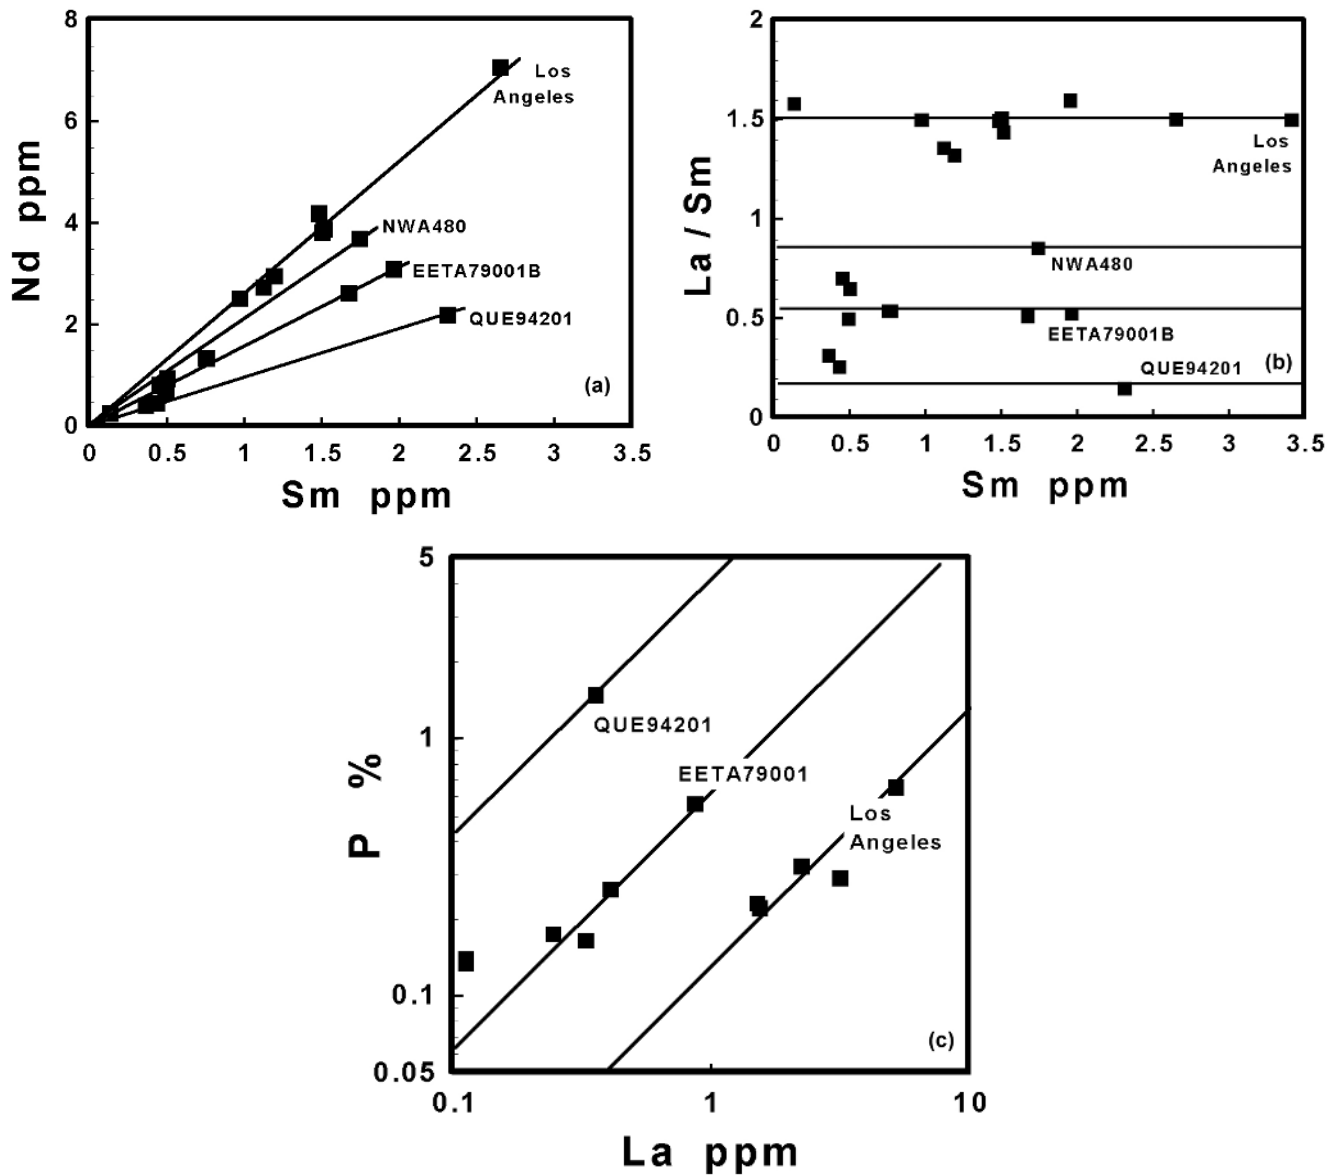 8
6
4
2
0
Nd ppm
0 0.5 1 1.5 2 2.5 3 3.5
Sm ppm
Los
Angeles
NWA480
EETA79001B
QUE94201
(a)
2
1.5
1
0.5
0
La / Sm
0 0.5 1 1.5 2 2.5 3 3.5
Sm ppm
Los
Angeles
NWA480
EETA79001B
QUE94201
(b)
5
1
0.1
0.05
P %
0.1 1 10
La ppm
QUE94201
EETA79001
Los
Angeles
(c)